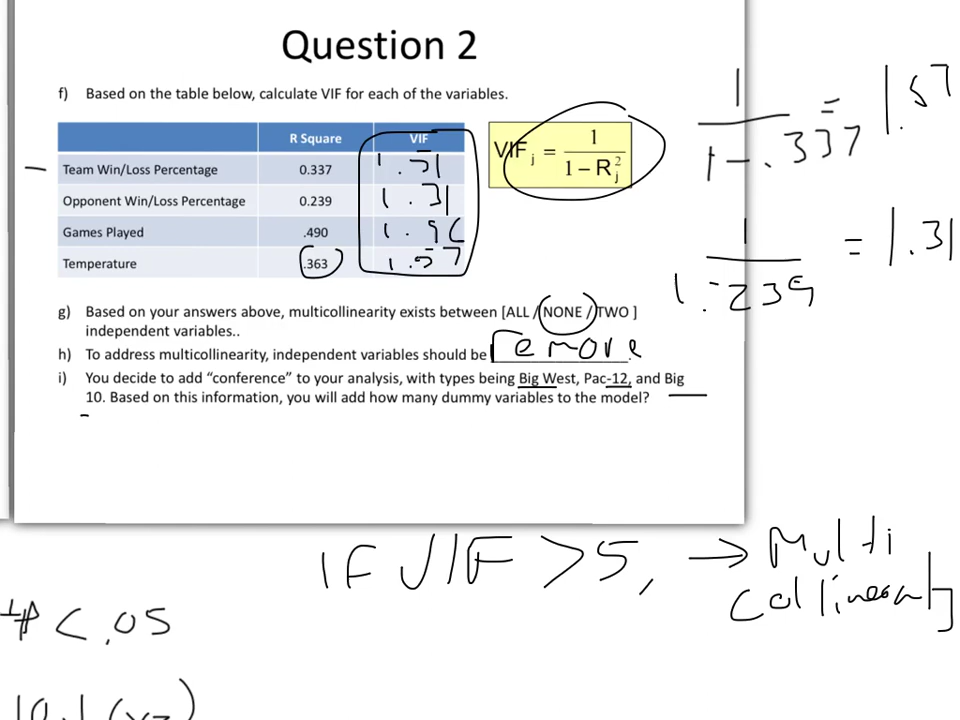 Question 2
f) Based on the table below, calculate VIF for each of the variables.
R Square VIF
Team Win/Loss Percentage 0.337 1.51
Opponent Win/Loss Percentage 0.239 1.31
Games Played .490 1.96
Temperature .363 1.57
VIF j = 1 / 1 – R²j
1 / 1-.337 = 1.57
1 / 1-.239 = 1.31
g) Based on your answers above, multicollinearity exists between [ALL / NONE / TWO ]
independent variables..
h) To address multicollinearity, independent variables should be remove
i) You decide to add “conference” to your analysis, with types being Big West, Pac-12, and Big
10. Based on this information, you will add how many dummy variables to the model?
IF VIF >5, → Multi
collinearity
< .05